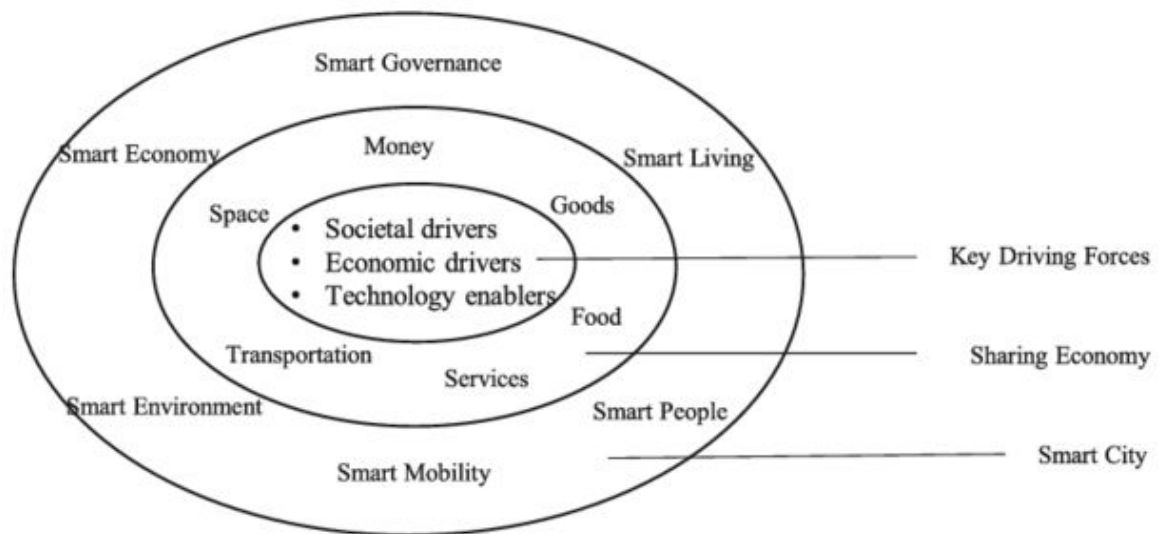 Smart Governance
Smart Economy
Money
Smart Living
Space
Goods
• Societal drivers
• Economic drivers
• Technology enablers
Key Driving Forces
Food
Transportation
Services
Sharing Economy
Smart Environment
Smart People
Smart Mobility
Smart City